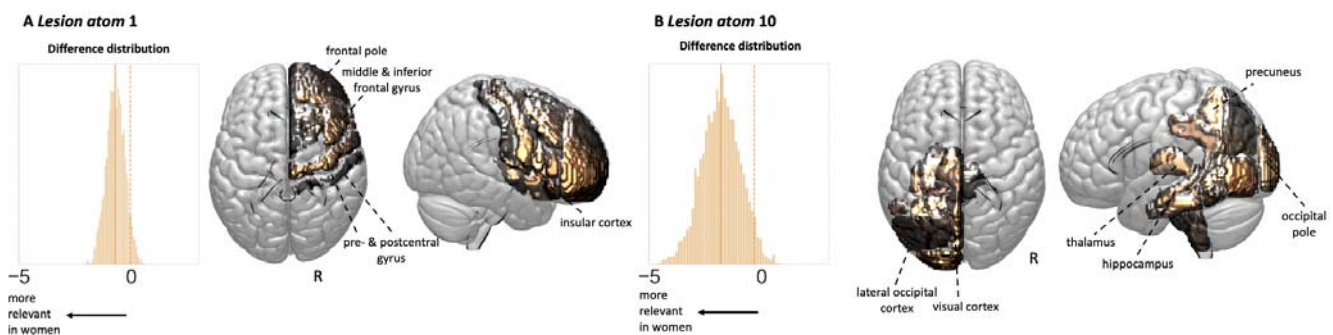 A Lesion atom 1
Difference distribution
frontal pole
middle & inferior
frontal gyrus
insular cortex
pre- & postcentral
gyrus
R
−5
0
more
relevant
in women
B Lesion atom 10
Difference distribution
precuneus
occipital
pole
thalamus
hippocampus
R
lateral occipital
cortex
visual cortex
−5
0
more
relevant
in women